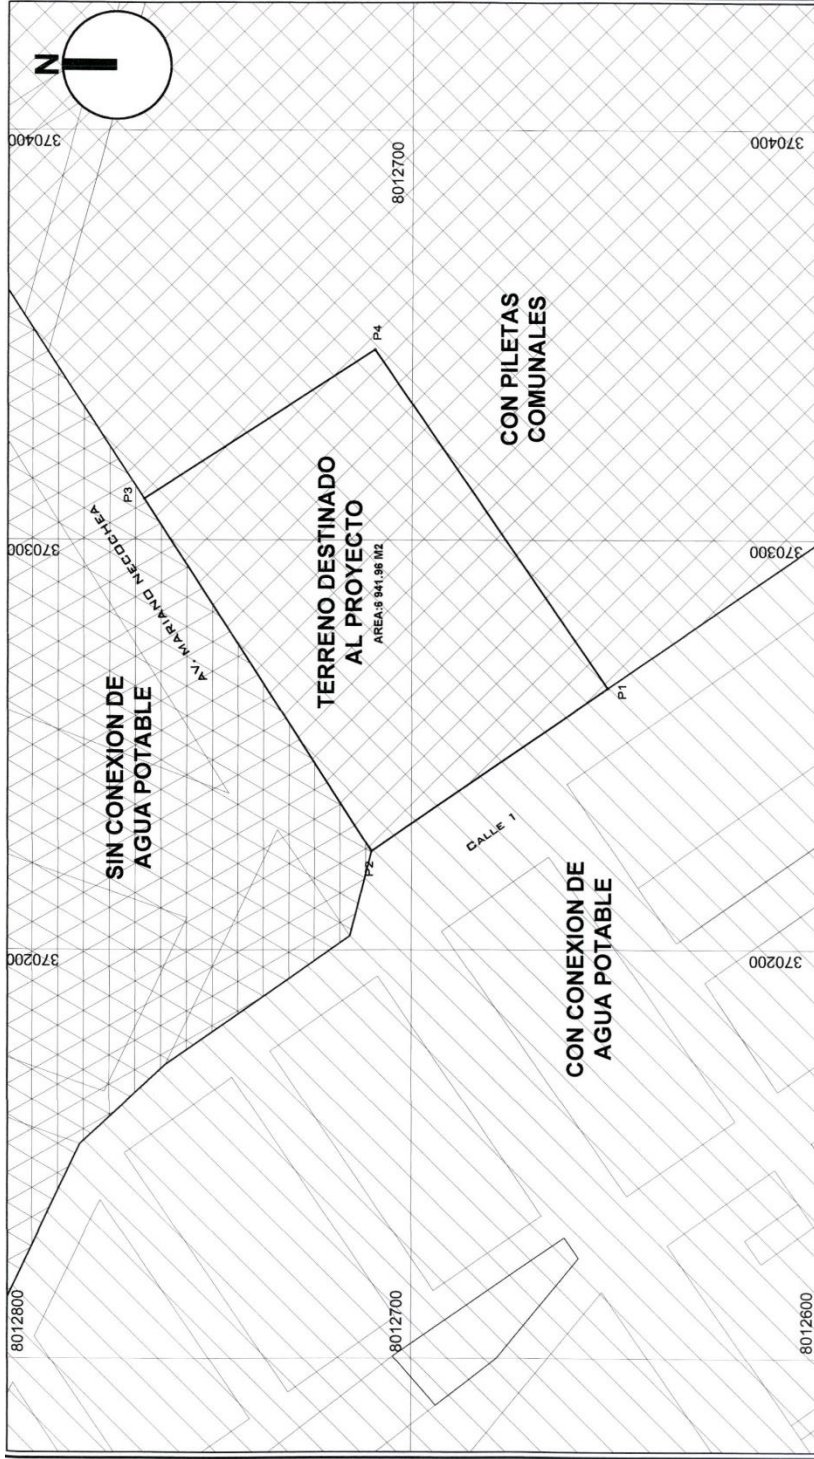 N
370400
370400
8012700
P4
CON PILETAS
COMUNALES
P3
AV. MARIANO NECOCHEA
370300
370300
TERRENO DESTINADO
AL PROYECTO
AREA:6 941.96 M2
P1
SIN CONEXION DE
AGUA POTABLE
P2
CALLE 1
370200
370200
CON CONEXION DE
AGUA POTABLE
8012800
8012700
8012600